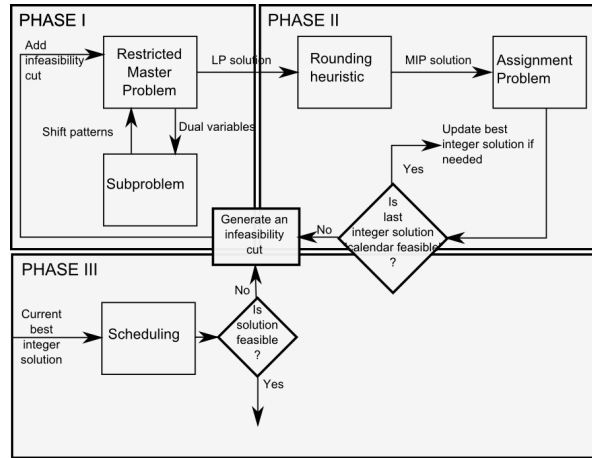 PHASE I
PHASE II
Add
infeasibility
cut
Restricted
Master
Problem
LP solution
Rounding
heuristic
MIP solution
Assignment
Problem
Shift patterns
Dual variables
Subproblem
Update best
integer solution if
needed
Yes
Is
last
integer solution
'calendar feasible'
?
No
Generate an
infeasibility
cut
PHASE III
No
Current
best
integer
solution
Scheduling
Is
solution
feasible
?
Yes